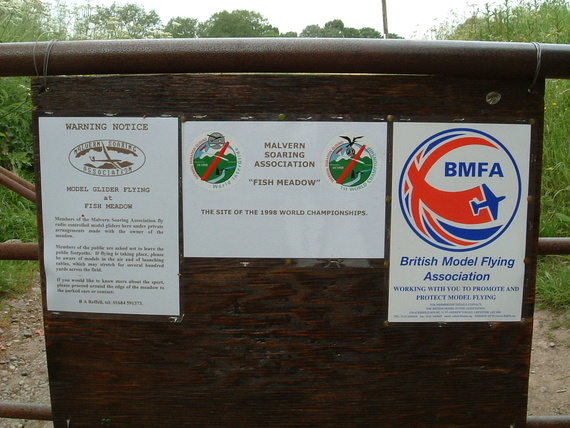 WARNING NOTICE
MALVERN SOARING
ASSOCIATION
MODEL GLIDER FLYING
at
FISH MEADOW
Members of the Malvern Soaring Association fly
radio controlled model gliders here under private
arrangements made with the owner of the
meadow.
Members of the public are asked not to leave the
public footpaths. If flying is taking place, please
be aware of models in the air and of launching
cables, which may stretch for several hundred
yards across the field.
If you would like to know more about the sport,
please proceed around the edge of the meadow to
the parked cars or contact:
MALVERN
SOARING
ASSOCIATION
"FISH MEADOW"
THE SITE OF THE 1998 WORLD CHAMPIONSHIPS.
BMFA
British Model Flying
Association
WORKING WITH YOU TO PROMOTE AND
PROTECT MODEL FLYING